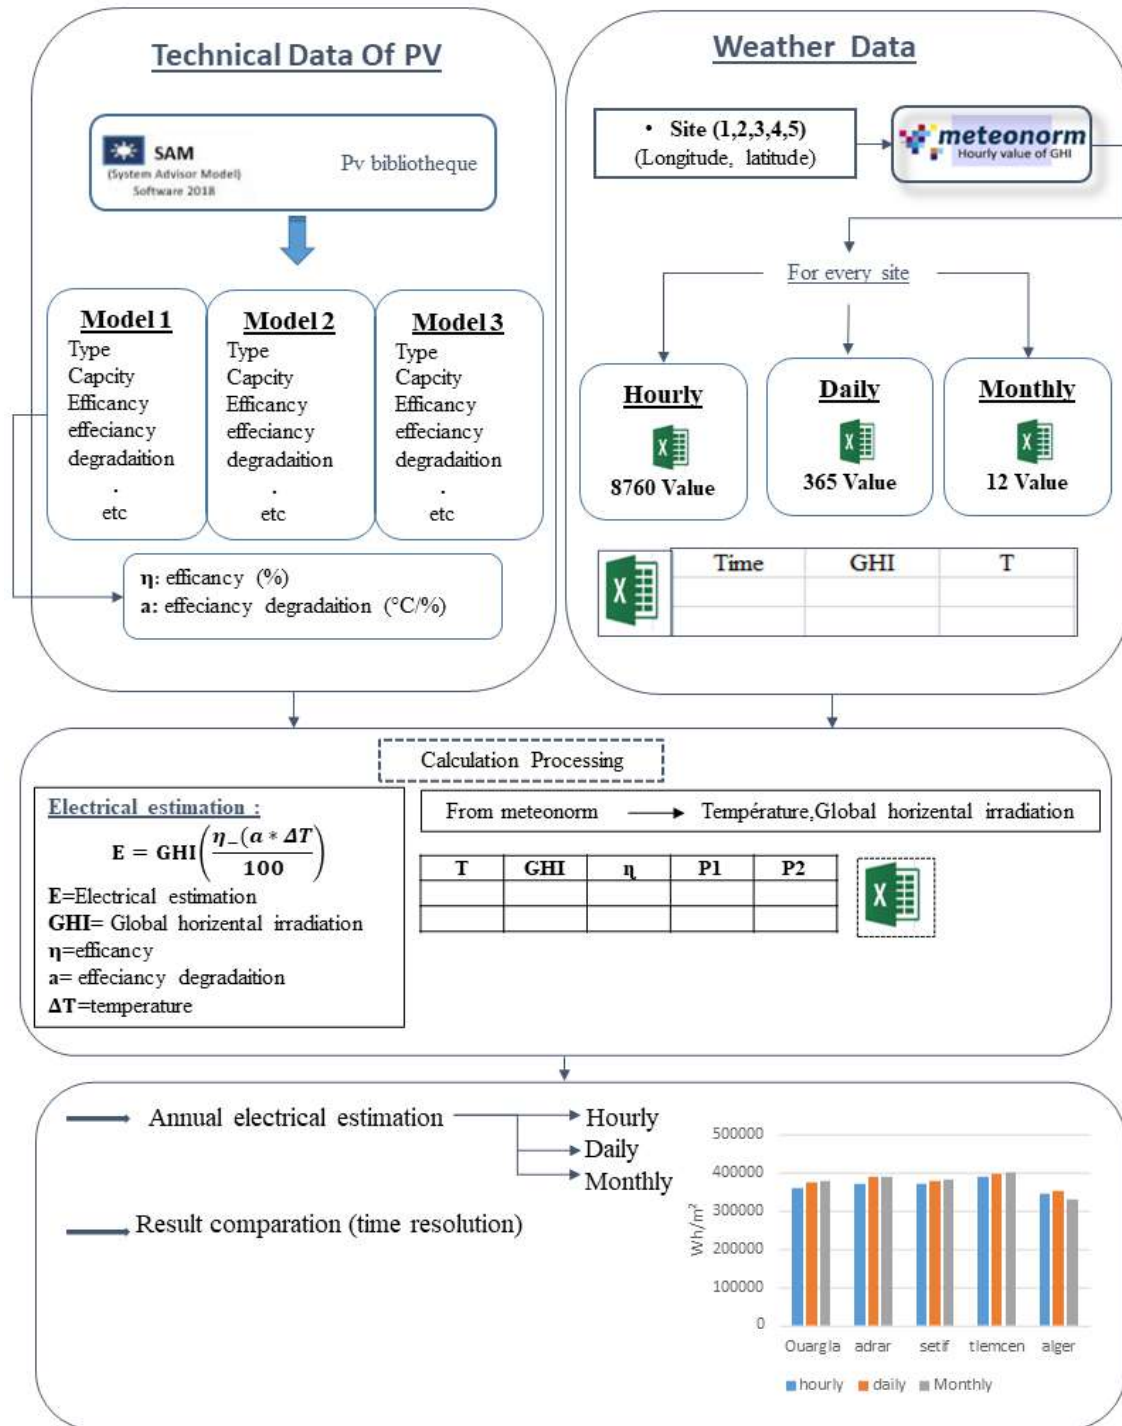 Technical Data Of PV
SAM
(System Advisor Model)
Software 2018
Pv bibliotheque
Model 1
Type
Capcity
Efficancy
effeciancy
degradaition
.
etc
Model 2
Type
Capcity
Efficancy
effeciancy
degradaition
.
etc
Model 3
Type
Capcity
Efficancy
effeciancy
degradaition
.
etc
η: efficancy (%)
a: effeciancy degradaition (°C/%)
Weather Data
• Site (1,2,3,4,5)
(Longitude, latitude)
meteonorm
Hourly value of GHI
For every site
Hourly
X
8760 Value
Daily
X
365 Value
Monthly
X
12 Value
X
Time GHI T
Calculation Processing
Electrical estimation :
E = GHI(η_(a * ΔT / 100)
E=Electrical estimation
GHI= Global horizental irradiation
η=efficancy
a= effeciancy degradaition
ΔT=temperature
From meteonorm → Température,Global horizental irradiation
T GHI η P1 P2
X
Annual electrical estimation
Hourly
Daily
Monthly
Result comparation (time resolution)
500000
400000
300000
200000
100000
0
Wh/m²
Ouargla adrar setif tlemcen alger
hourly daily Monthly